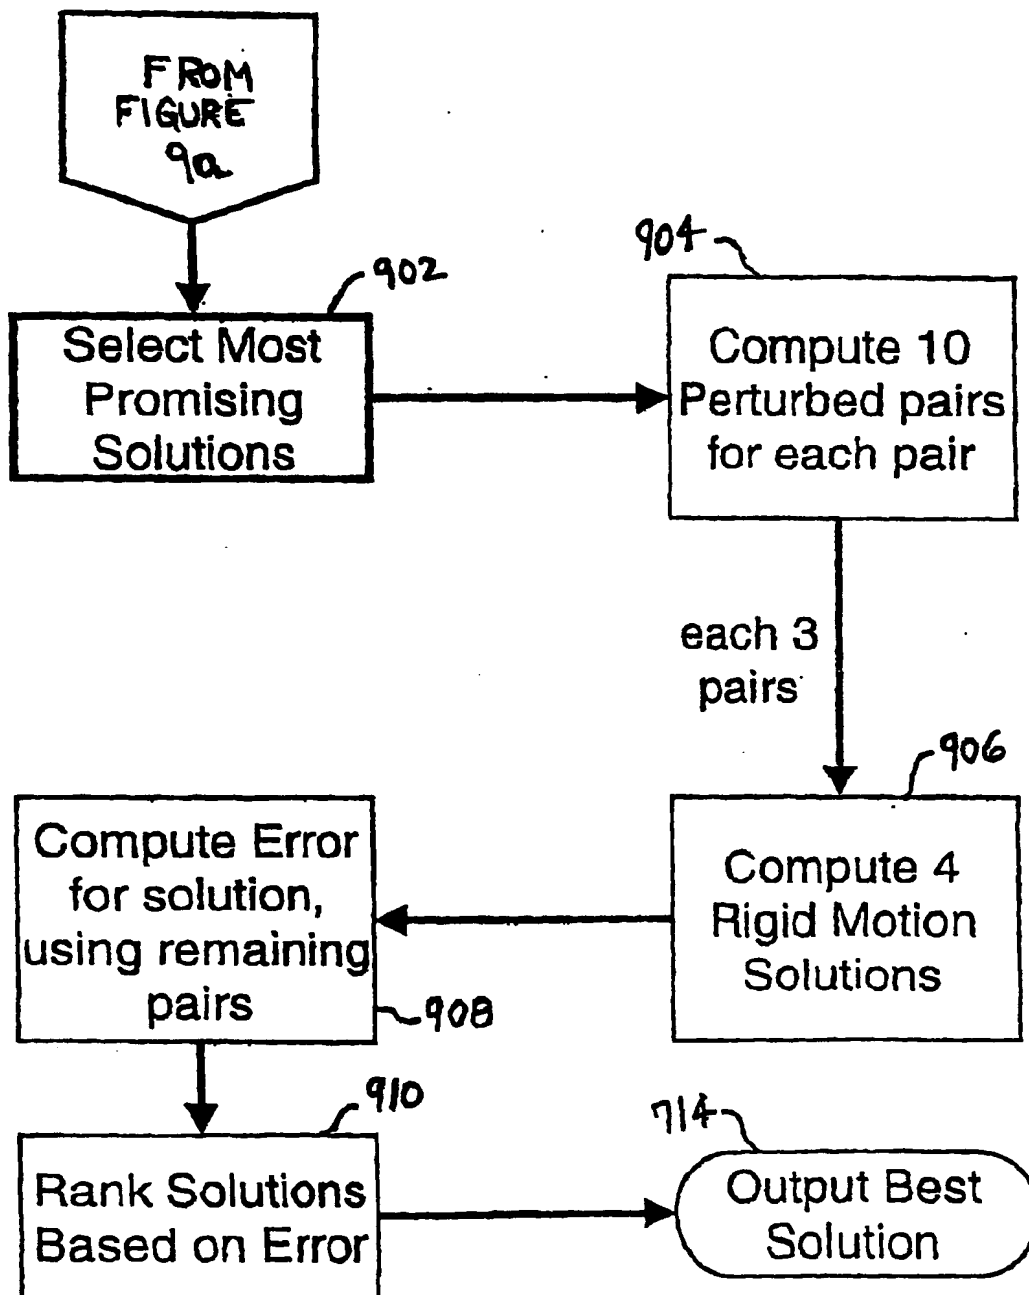 FROM
FIGURE
9a
902
Select Most
Promising
Solutions
904
Compute 10
Perturbed pairs
for each pair
each 3
pairs
906
Compute 4
Rigid Motion
Solutions
Compute Error
for solution,
using remaining
pairs
908
910
Rank Solutions
Based on Error
714
Output Best
Solution